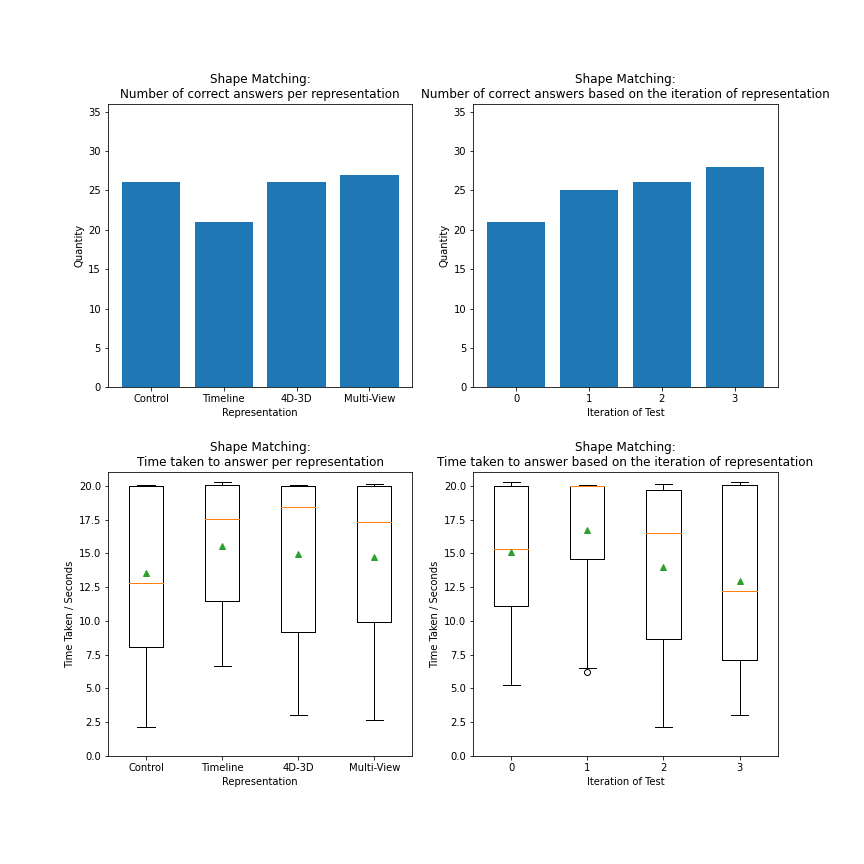 Shape Matching:
Number of correct answers per representation
35
30
25
20
15
10
5
0
Quantity
Control Timeline 4D-3D Multi-View
Representation
Shape Matching:
Number of correct answers based on the iteration of representation
35
30
25
20
15
10
5
0
Quantity
0 1 2 3
Iteration of Test
Shape Matching:
Time taken to answer per representation
20.0
17.5
15.0
12.5
10.0
7.5
5.0
2.5
0.0
Time Taken / Seconds
Control Timeline 4D-3D Multi-View
Representation
Shape Matching:
Time taken to answer based on the iteration of representation
20.0
17.5
15.0
12.5
10.0
7.5
5.0
2.5
0.0
Time Taken / Seconds
0 1 2 3
Iteration of Test